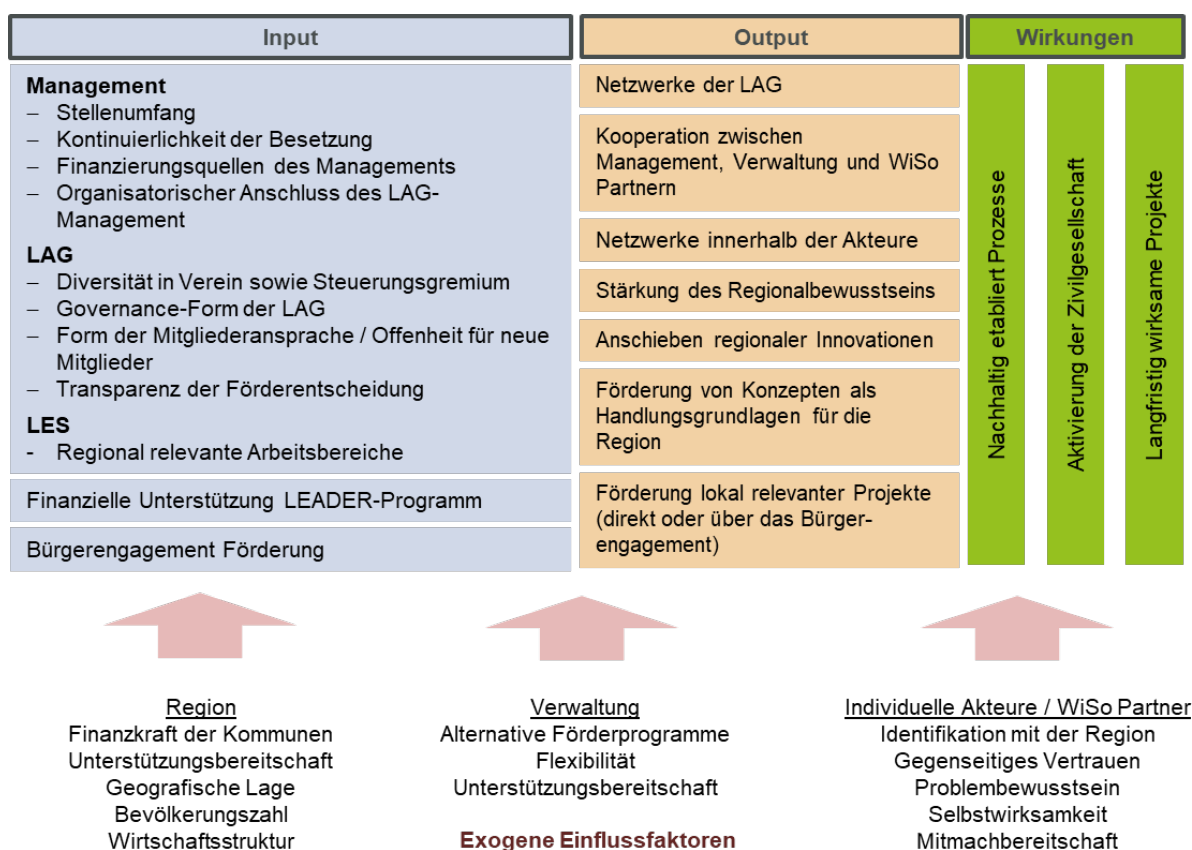 Input
Management
– Stellenumfang
– Kontinuierlichkeit der Besetzung
– Finanzierungsquellen des Managements
– Organisatorischer Anschluss des LAG-
Management
LAG
– Diversität in Verein sowie Steuerungsgremium
– Governance-Form der LAG
– Form der Mitgliederansprache / Offenheit für neue
Mitglieder
– Transparenz der Förderentscheidung
LES
- Regional relevante Arbeitsbereiche
Finanzielle Unterstützung LEADER-Programm
Bürgerengagement Förderung
Output
Netzwerke der LAG
Kooperation zwischen
Management, Verwaltung und WiSo
Partnern
Netzwerke innerhalb der Akteure
Stärkung des Regionalbewusstseins
Anschieben regionaler Innovationen
Förderung von Konzepten als
Handlungsgrundlagen für die
Region
Förderung lokal relevanter Projekte
(direkt oder über das Bürger-
engagement)
Wirkungen
Nachhaltig etabliert Prozesse
Aktivierung der Zivilgesellschaft
Langfristig wirksame Projekte
Region
Finanzkraft der Kommunen
Unterstützungsbereitschaft
Geografische Lage
Bevölkerungszahl
Wirtschaftsstruktur
Verwaltung
Alternative Förderprogramme
Flexibilität
Unterstützungsbereitschaft
Exogene Einflussfaktoren
Individuelle Akteure / WiSo Partner
Identifikation mit der Region
Gegenseitiges Vertrauen
Problembewusstsein
Selbstwirksamkeit
Mitmachbereitschaft